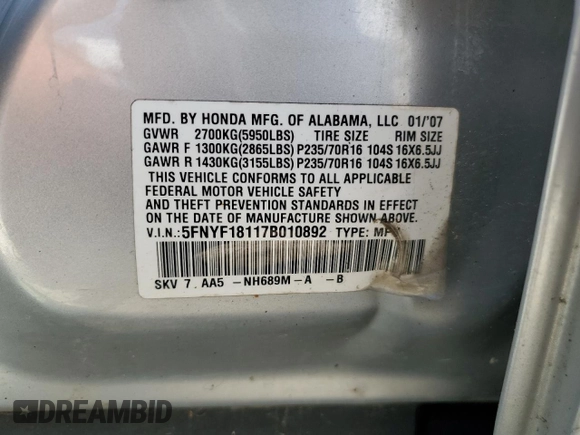 MFD. BY HONDA MFG. OF ALABAMA, LLC 01/'07
GVWR 2700KG(5950LBS) TIRE SIZE RIM SIZE
GAWR F 1300KG(2865LBS) P235/70R16 104S 16X6.5JJ
GAWR R 1430KG(3155LBS) P235/70R16 104S 16X6.5JJ
THIS VEHICLE CONFORMS TO ALL APPLICABLE
FEDERAL MOTOR VEHICLE SAFETY
AND THEFT PREVENTION STANDARDS IN EFFECT
ON THE DATE OF MANUFACTURE SHOWN ABOVE.
V.I.N.: 5FNYF18117B010892 TYPE:
SKV 7. AA5 -NH689M-A -B
DREAMBID